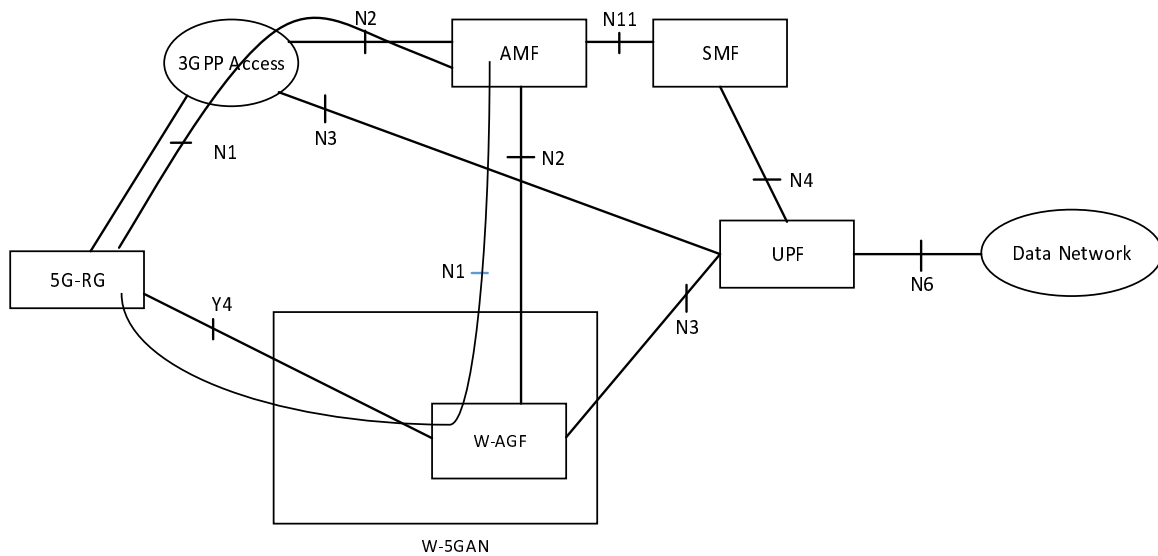 N2
N11
3GPP Access
AMF
SMF
N3
N1
N2
N4
5G-RG
N1
UPF
Data Network
Y4
N3
N6
W-AGF
W-5GAN